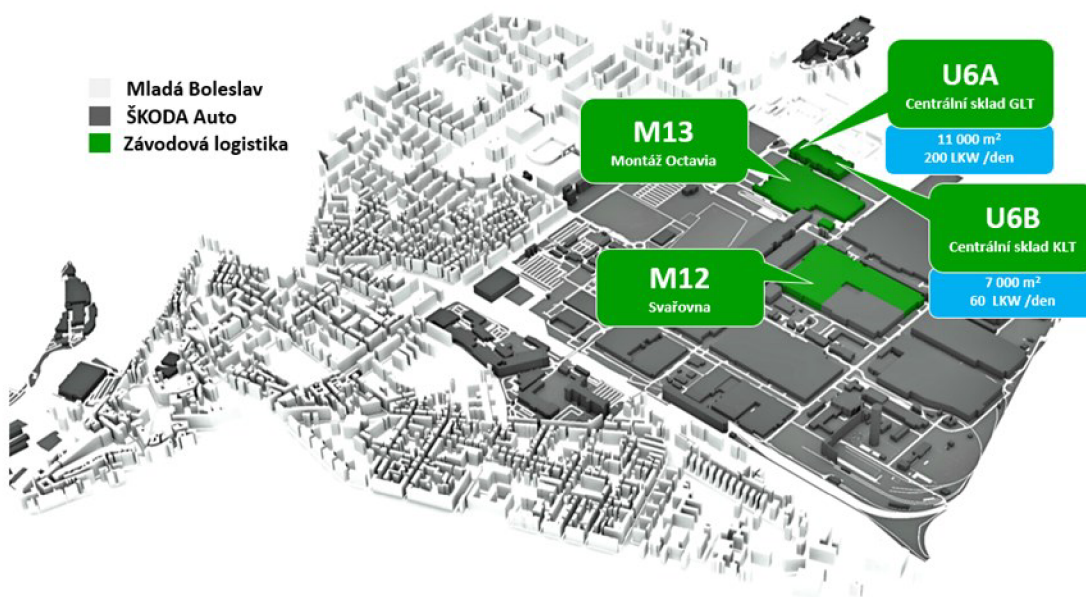 Mladá Boleslav
ŠKODA Auto
Závodová logistika
U6A
Centrální sklad GLT
11 000 m²
200 LKW /den
M13
Montáž Octavia
U6B
Centrální sklad KLT
7 000 m²
60 LKW /den
M12
Svařovna